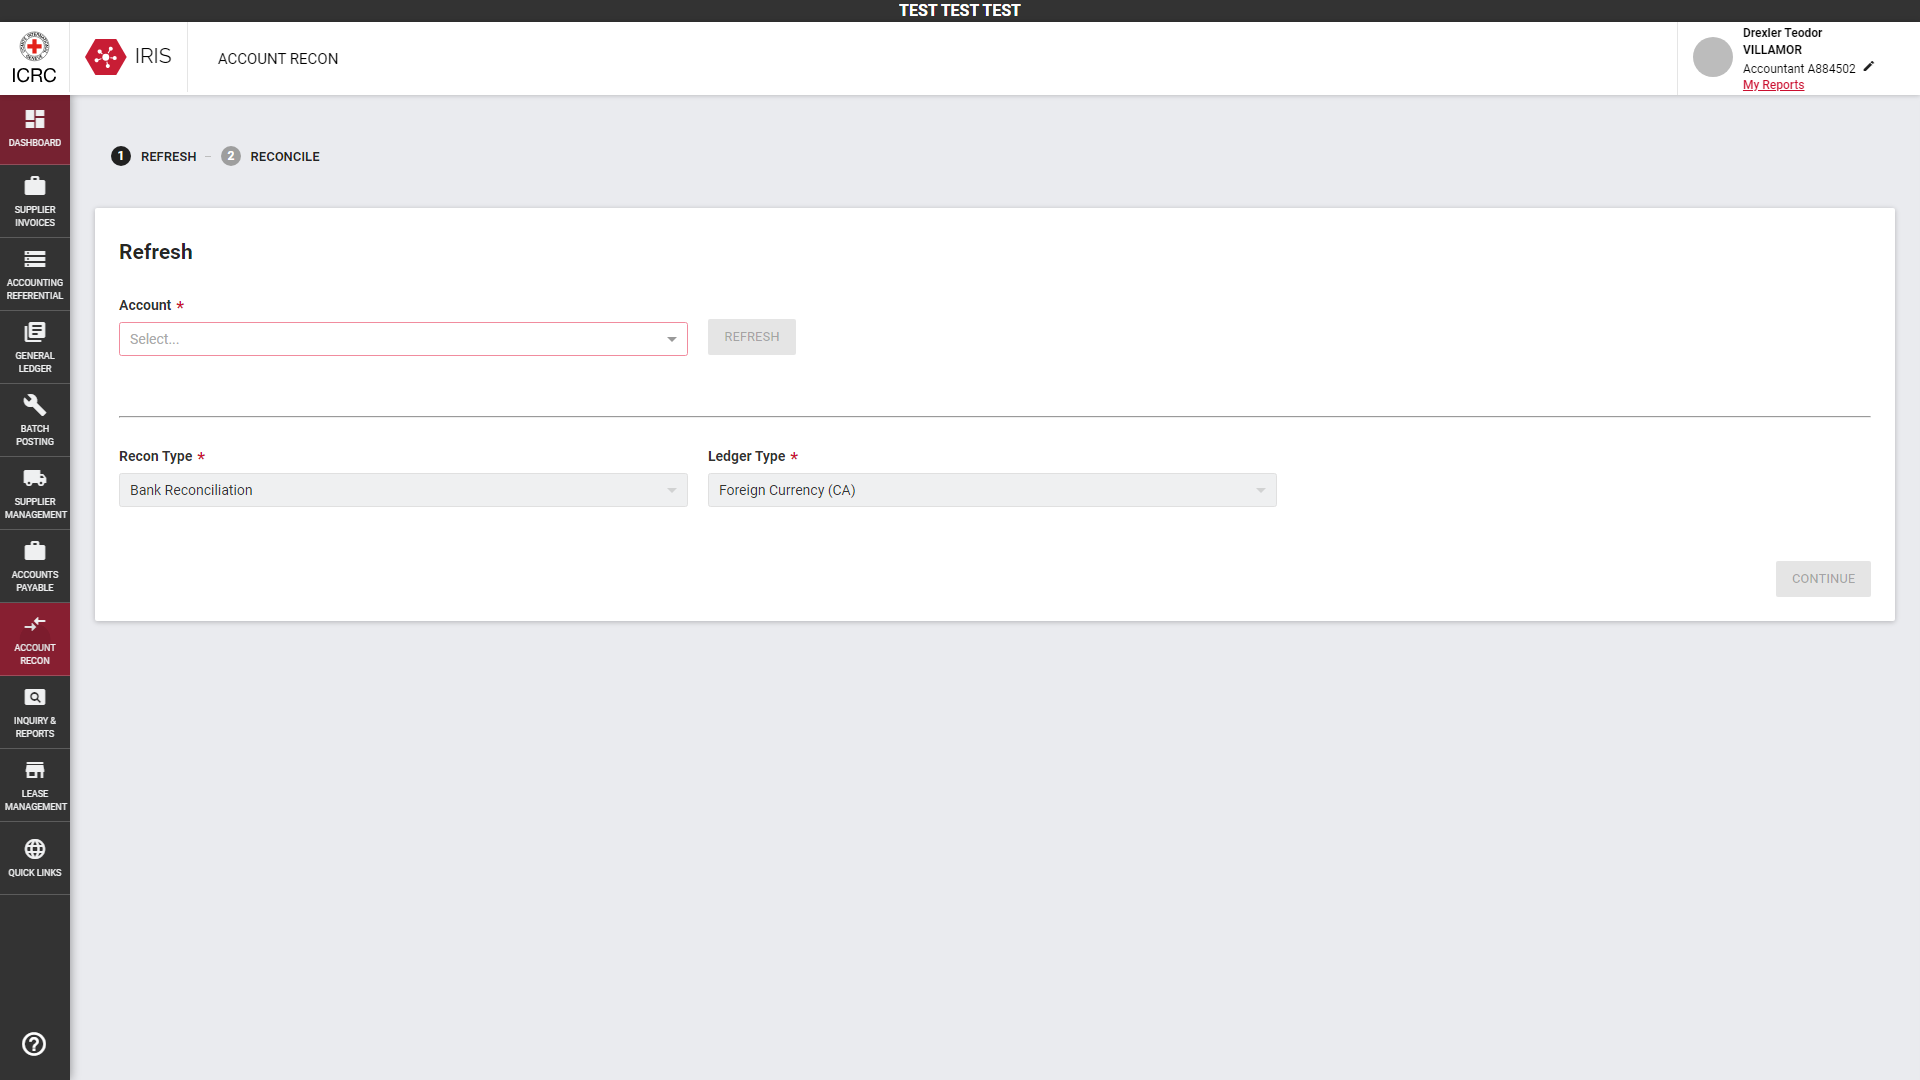 TEST TEST TEST
ICRC
IRIS
ACCOUNT RECON
Drexler Teodor
VILLAMOR
Accountant A884502
My Reports
DASHBOARD
SUPPLIER
INVOICES
ACCOUNTING
REFERENTIAL
GENERAL
LEDGER
BATCH
POSTING
SUPPLIER
MANAGEMENT
ACCOUNTS
PAYABLE
ACCOUNT
RECON
INQUIRY &
REPORTS
LEASE
MANAGEMENT
QUICK LINKS
1 REFRESH – 2 RECONCILE
Refresh
Account *
Select...
REFRESH
Recon Type *
Ledger Type *
Bank Reconciliation
Foreign Currency (CA)
CONTINUE